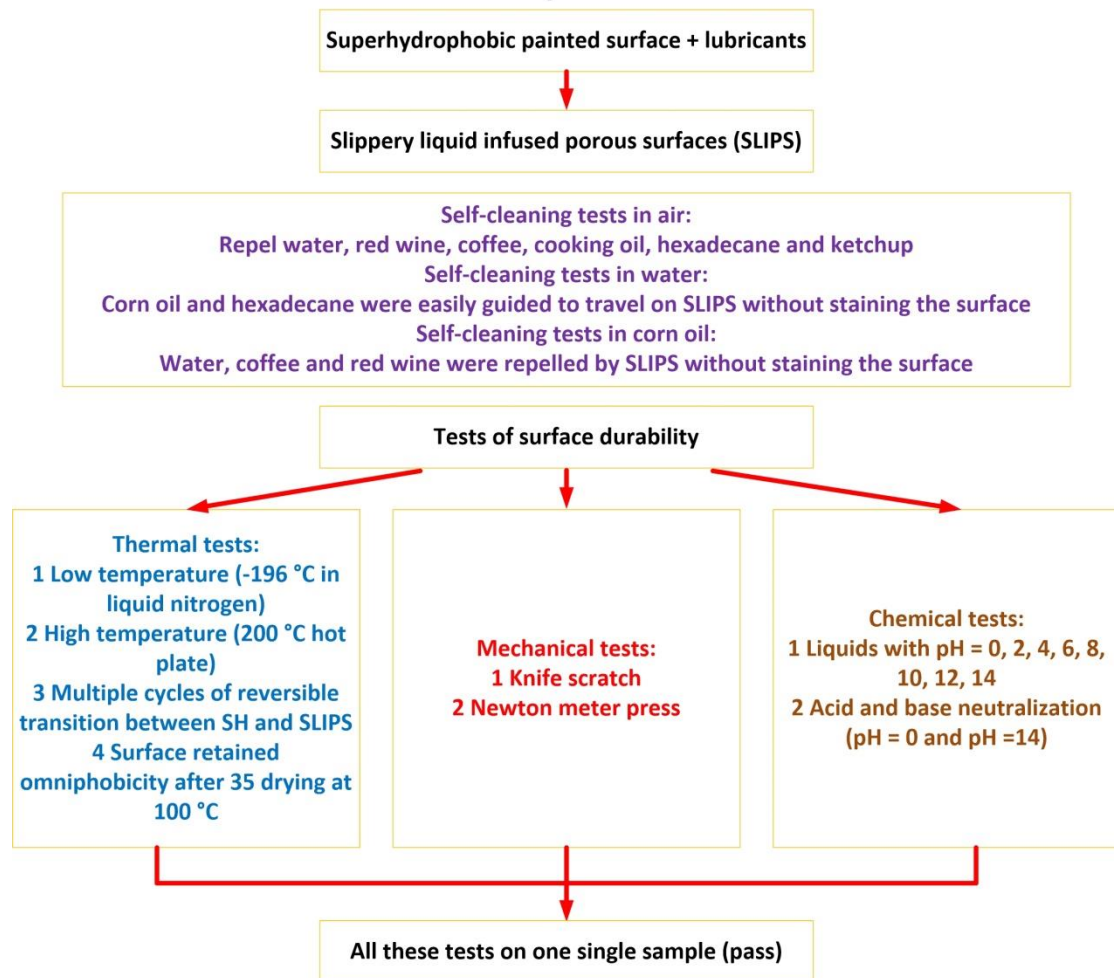 Superhydrophobic painted surface + lubricants
Slippery liquid infused porous surfaces (SLIPS)
Self-cleaning tests in air:
Repel water, red wine, coffee, cooking oil, hexadecane and ketchup
Self-cleaning tests in water:
Corn oil and hexadecane were easily guided to travel on SLIPS without staining the surface
Self-cleaning tests in corn oil:
Water, coffee and red wine were repelled by SLIPS without staining the surface
Tests of surface durability
Thermal tests:
1 Low temperature (-196 °C in
liquid nitrogen)
2 High temperature (200 °C hot
plate)
3 Multiple cycles of reversible
transition between SH and SLIPS
4 Surface retained
omniphobicity after 35 drying at
100 °C
Mechanical tests:
1 Knife scratch
2 Newton meter press
Chemical tests:
1 Liquids with pH = 0, 2, 4, 6, 8,
10, 12, 14
2 Acid and base neutralization
(pH = 0 and pH =14)
All these tests on one single sample (pass)